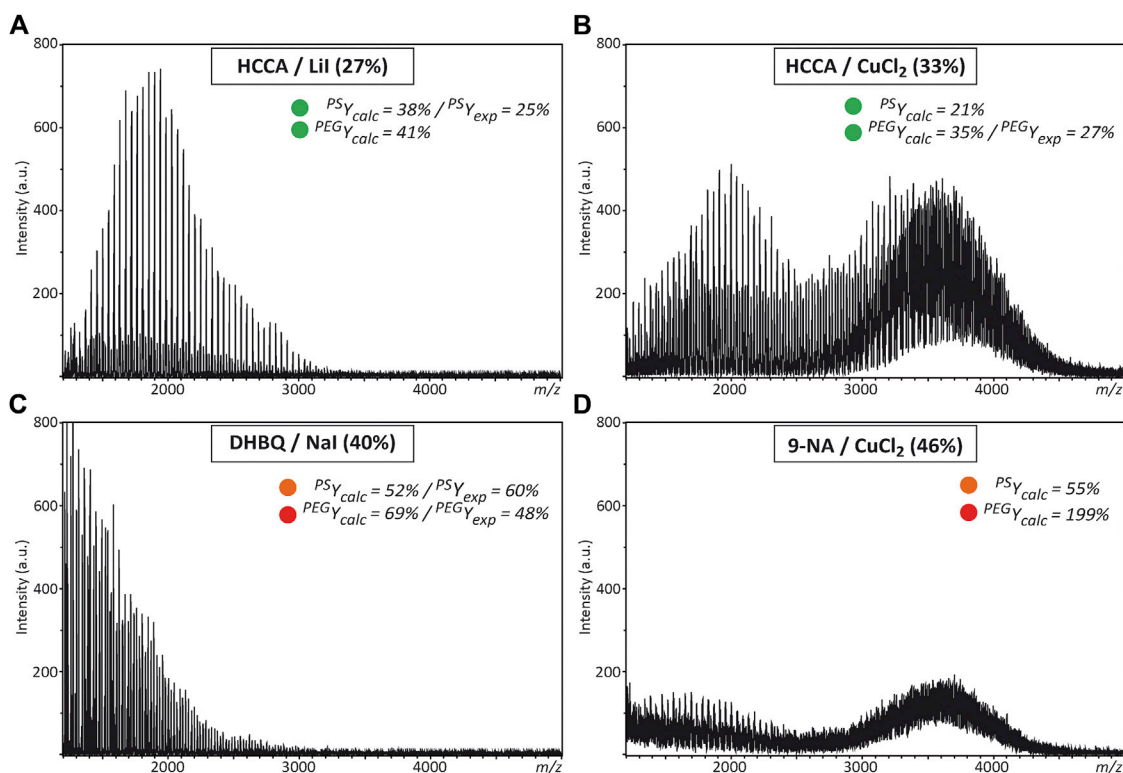 A
HCCA / LiI (27%)
PSYcalc = 38% / PSYexp = 25%
PEGYcalc = 41%
Intensity (a.u.)
800
600
400
200
2000
3000
4000
m/z
B
HCCA / CuCl2 (33%)
PSYcalc = 21%
PEGYcalc = 35% / PEGYexp = 27%
Intensity (a.u.)
800
600
400
200
2000
3000
4000
m/z
C
DHBQ / NaI (40%)
PSYcalc = 52% / PSYexp = 60%
PEGYcalc = 69% / PEGYexp = 48%
Intensity (a.u.)
800
600
400
200
2000
3000
4000
m/z
D
9-NA / CuCl2 (46%)
PSYcalc = 55%
PEGYcalc = 199%
Intensity (a.u.)
800
600
400
200
2000
3000
4000
m/z